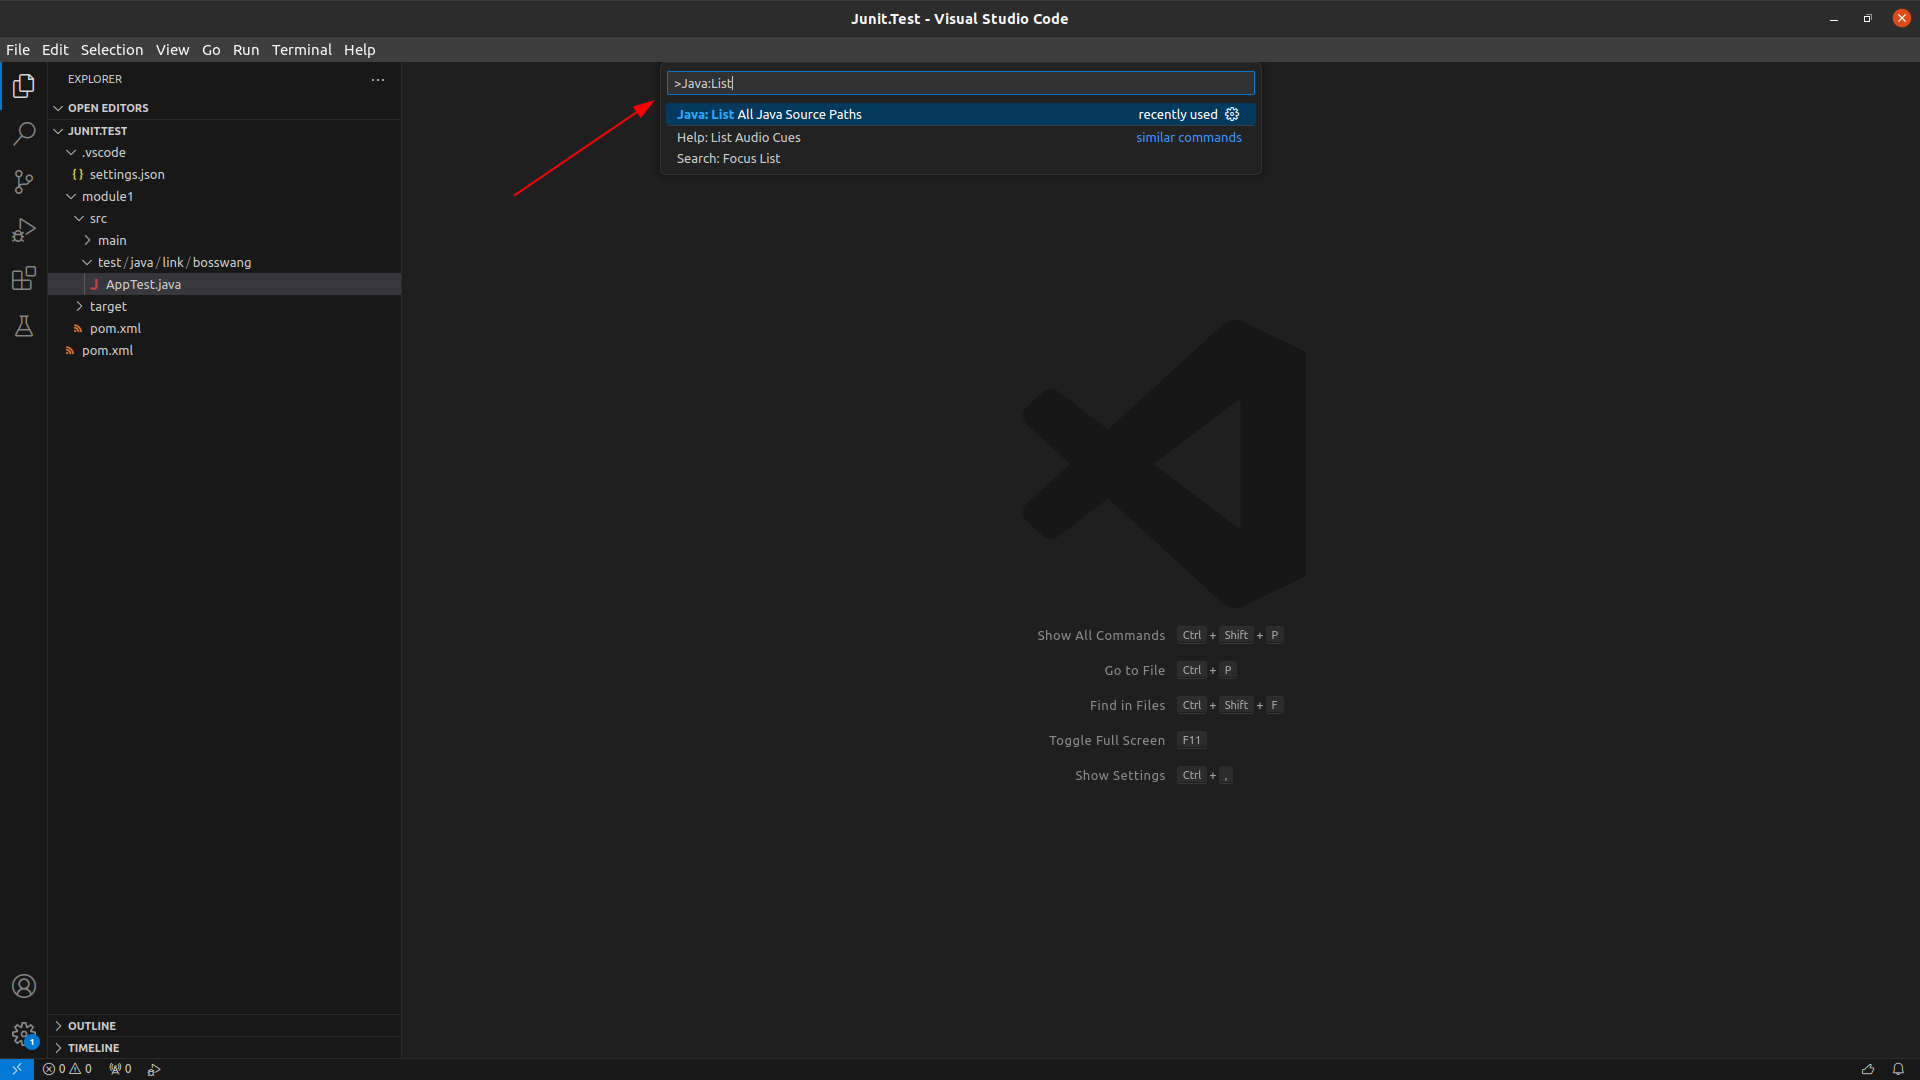 Junit.Test - Visual Studio Code
File Edit Selection View Go Run Terminal Help
EXPLORER
OPEN EDITORS
JUNIT.TEST
.vscode
{} settings.json
module1
src
main
test/java/link/bosswang
J AppTest.java
target
pom.xml
pom.xml
OUTLINE
TIMELINE
>Java:List
Java: List All Java Source Paths recently used
Help: List Audio Cues similar commands
Search: Focus List
Show All Commands Ctrl + Shift + P
Go to File Ctrl + P
Find in Files Ctrl + Shift + F
Toggle Full Screen F11
Show Settings Ctrl + ,
1
0 0 0